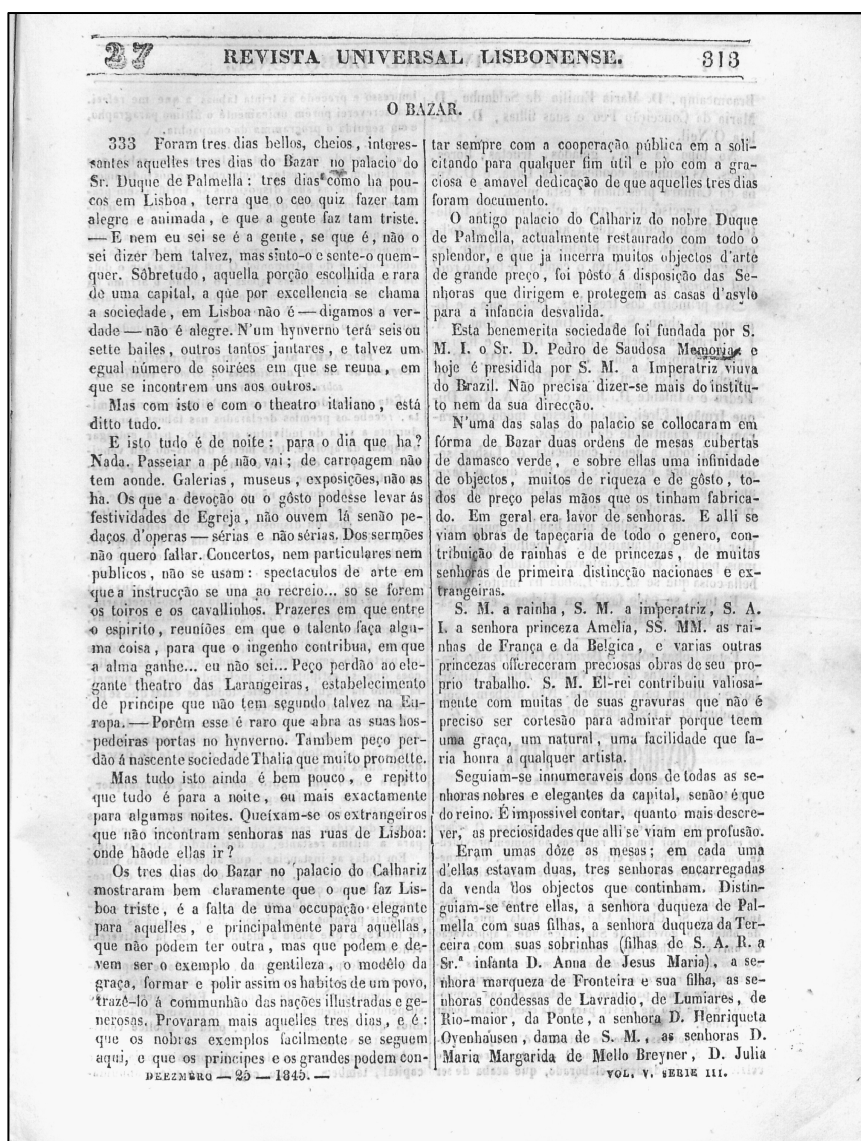 27 REVISTA UNIVERSAL LISBONENSE. 313
O BAZAR.
333 Foram tres dias bellos, cheios, interes-
santes aquelles tres dias do Bazar no palacio do
Sr. Duque de Palmella: tres dias como ha pou-
cos em Lisboa, terra que o ceo quiz fazer tam
alegre e animada, e que a gente faz tam triste.
— E nem eu sei se é a gente, se que é, não o
sei dizer bem talvez, mas sinto-o e sente-o quem-
quer. Sôbretudo, aquella porção escolhida e rara
de uma capital, a que por excellencia se chama
a sociedade, em Lisboa não é — digamos a ver-
dade — não é alegre. N'um hynverno terá seis ou
sette bailes, outros tantos jantares, e talvez um
egual número de soirées em que se reuna, em
que se incontrem uns aos outros.
Mas com isto e com o theatro italiano, está
ditto tudo.
E isto tudo é de noite: para o dia que ha?
Nada. Passeiar a pé não vai; de carroagem não
tem aonde. Galerias, museus, exposições, não as
ha. Os que a devoção ou o gôsto podesse levar ás
festividades de Egreja, não ouvem lá senão pe-
daços d'operas — sérias e não sérias. Dos sermões
não quero fallar. Concertos, nem particulares nem
publicos, não se usam: spectaculos de arte em
que a instrucção se una ao recreio... so se forem
os toiros e os cavallinhos. Prazeres em que entre
o espirito, reuniões em que o talento faça algu-
ma coisa, para que o ingenho contribua, em que
a alma ganhe... eu não sei... Peço perdão ao ele-
gante theatro das Larangeiras, estabelecimento
de principe que não tem segundo talvez na Eu-
ropa. — Porêm esse é raro que abra as suas hos-
pedeiras portas no hynverno. Tambem peço per-
dão á nascente sociedade Thalia que muito promette.
Mas tudo isto ainda é bem pouco, e repitto
que tudo é para a noite, ou mais exactamente
para algumas noites. Queixam-se os extrangeiros
que não incontram senhoras nas ruas de Lisboa:
onde hãode ellas ir?
Os tres dias do Bazar no palacio do Calhariz
mostraram bem claramente que o que faz Lis-
boa triste, é a falta de uma occupação elegante
para aquelles, e principalmente para aquellas,
que não podem ter outra, mas que podem e de-
vem ser o exemplo da gentileza, o modêlo da
graça, formar e polir assim os habitos de um povo,
trazê-lo á communhão das nações illustradas e ge-
nerosas. Provaram mais aquelles tres dias, e é:
que os nobres exemplos facilmente se seguem
aqui, e que os principes e os grandes podem con-
DEEZMBRO — 25 — 1845. —
tar sempre com a cooperação pública em a soli-
citando para qualquer fim útil e pio com a gra-
ciosa e amavel dedicação de que aquelles tres dias
foram documento.
O antigo palacio do Calhariz do nobre Duque
de Palmella, actualmente restaurado com todo o
splendor, e que ja incerra muitos objectos d'arte
de grande preço, foi pôsto á disposição das Se-
nhoras que dirigem e protegem as casas d'asylo
para a infancia desvalida.
Esta benemerita sociedade foi fundada por S.
M. I. o Sr. D. Pedro de Saudosa Memoria, e
hoje é presidida por S. M. a Imperatriz viuva
do Brazil. Não precisa dizer-se mais do institu-
to nem da sua direcção.
N'uma das salas do palacio se collocaram em
fórma de Bazar duas ordens de mesas cubertas
de damasco verde, e sobre ellas uma infinidade
de objectos, muitos de riqueza e de gôsto, to-
dos de preço pelas mãos que os tinham fabrica-
do. Em geral era lavor de senhoras. E alli se
viam obras de tapeçaria de todo o genero, con-
tribuição de rainhas e de princezas, de muitas
senhoras de primeira distincção nacionaes e ex-
trangeiras.
S. M. a rainha, S. M. a imperatriz, S. A.
I. a senhora princeza Amelia, SS. MM. as rai-
nhas de França e da Belgica, e varias outras
princezas offereceram preciosas obras de seu pro-
prio trabalho. S. M. El-rei contribuiu valiosa-
mente com muitas de suas gravuras que não é
preciso ser cortesão para admirar porque teem
uma graça, um natural, uma facilidade que fa-
ria honra a qualquer artista.
Seguiam-se innumeraveis dons de todas as se-
nhoras nobres e elegantes da capital, senão é que
do reino. É impossivel contar, quanto mais descre-
ver, as preciosidades que alli se viam em profusão.
Eram umas dôze as mesas; em cada uma
d'ellas estavam duas, tres senhoras encarregadas
da venda dos objectos que continham. Distin-
guiam-se entre ellas, a senhora duqueza de Pal-
mella com suas filhas, a senhora duqueza da Ter-
ceira com suas sobrinhas (filhas de S. A. R. a
Sr.ª infanta D. Anna de Jesus Maria), a se-
nhora marqueza de Fronteira e sua filha, as se-
nhoras condessas de Lavradio, de Lumiares, de
Rio-maior, da Ponte, a senhora D. Henriqueta
Oyenhausen, dama de S. M., as senhoras D.
Maria Margarida de Mello Breyner, D. Julia
VOL. V. SERIE III.